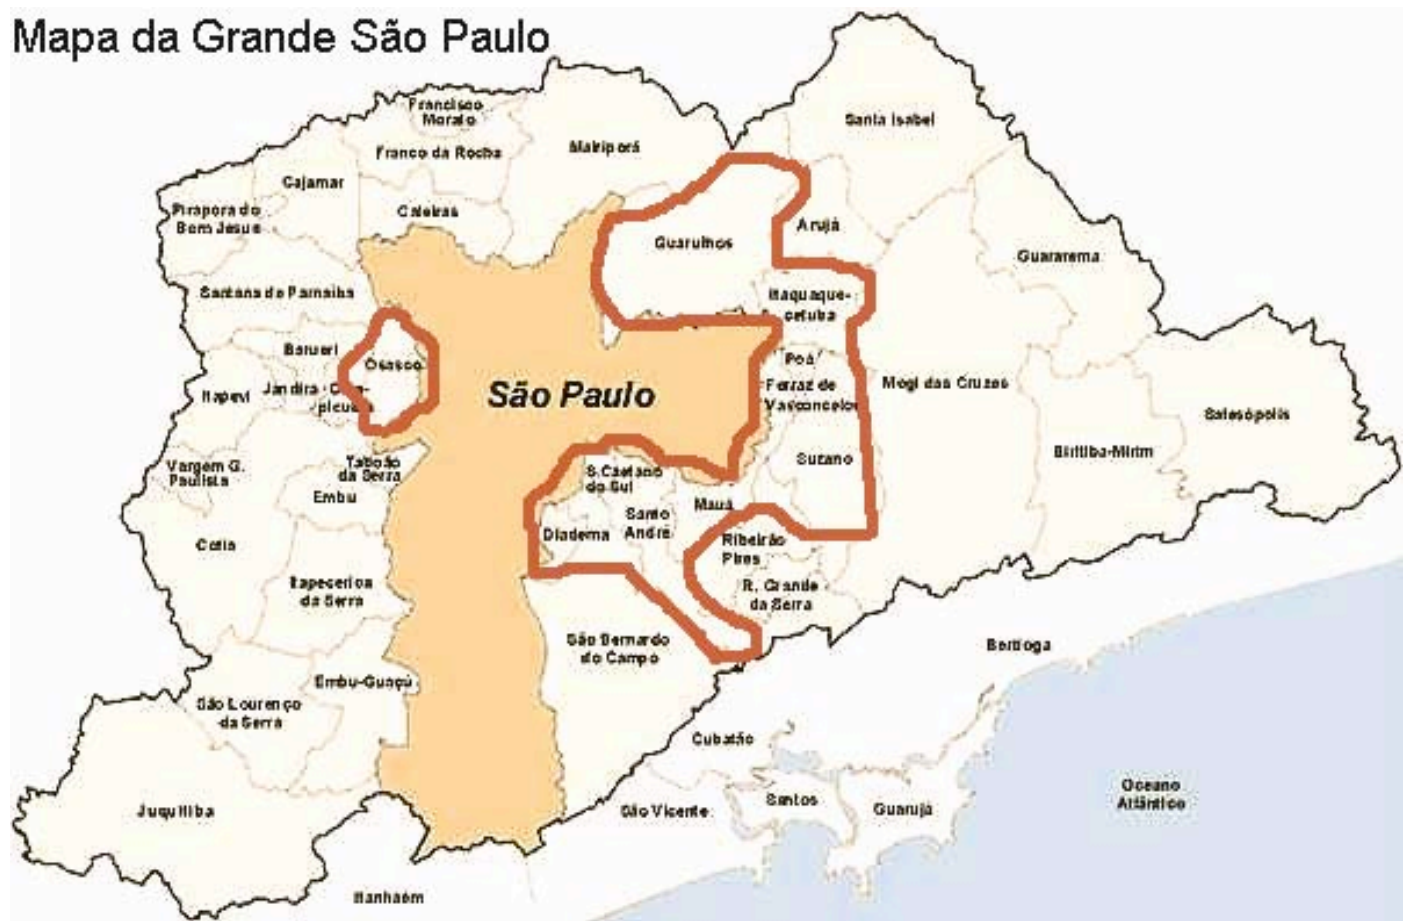 Mapa da Grande São Paulo
Francisco
Morato
Santa Isabel
Franco da Rocha
Mairiporã
Cajamar
Pirapora do
Bom Jesus
Caieiras
Arujá
Guarulhos
Guararema
Santana de Parnaíba
Itaquaque-
cetuba
Barueri
Osasco
Poá
Itapevi
Jandira
Ferraz de
Vasconcelos
Mogi das Cruzes
São Paulo
Salesópolis
Biritiba-Mirim
Suzano
Vargem G.
Paulista
Taboão
da Serra
S.Caetano
do Sul
Embu
Mauá
Santo
André
Diadema
Cotia
Ribeirão
Pires
Itapecerica
da Serra
R. Grande
da Serra
São Bernardo
do Campo
Bertioga
Embu-Guaçú
São Lourenço
da Serra
Cubatão
Oceano
Atlântico
Juquitiba
São Vicente
Santos
Guarujá
Itanhaém